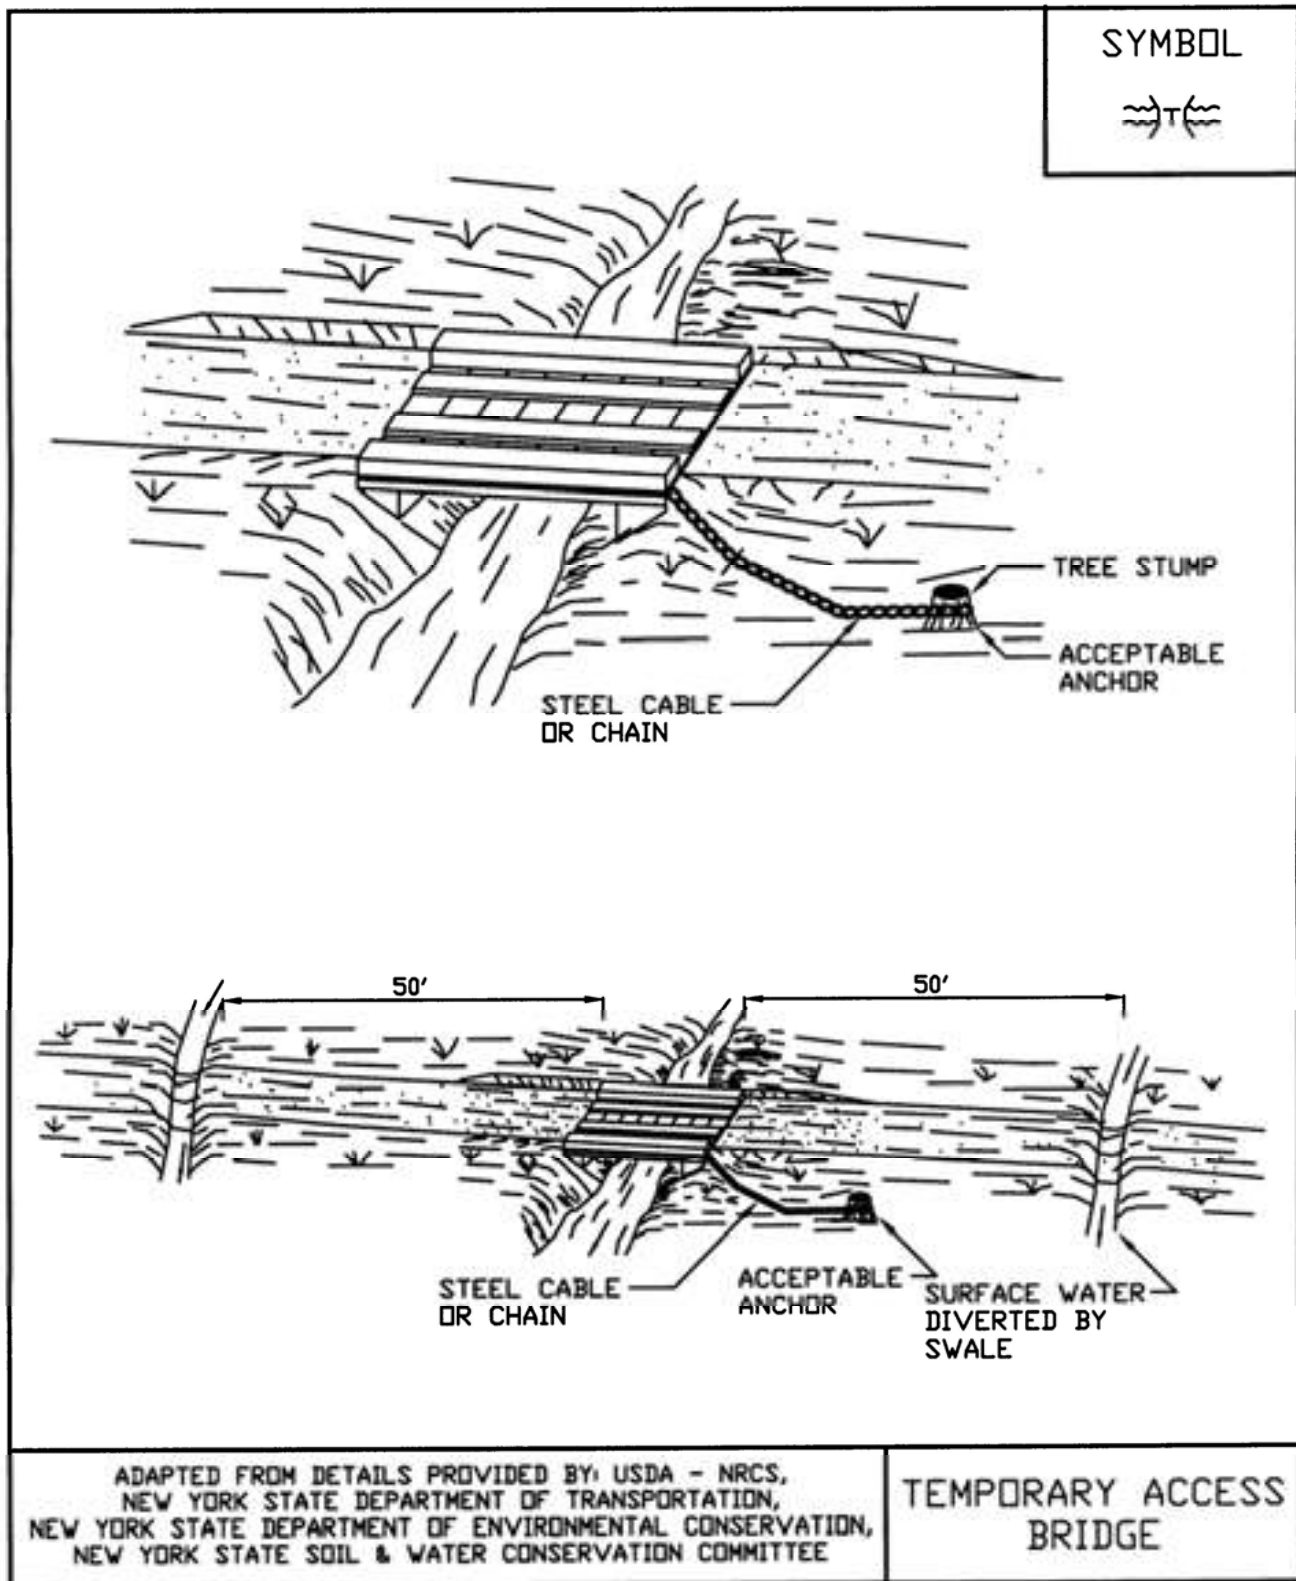 SYMBOL
T
TREE STUMP
ACCEPTABLE
ANCHOR
STEEL CABLE
OR CHAIN
50'
50'
STEEL CABLE
OR CHAIN
ACCEPTABLE
ANCHOR
SURFACE WATER
DIVERTED BY
SWALE
ADAPTED FROM DETAILS PROVIDED BY: USDA - NRCS,
NEW YORK STATE DEPARTMENT OF TRANSPORTATION,
NEW YORK STATE DEPARTMENT OF ENVIRONMENTAL CONSERVATION,
NEW YORK STATE SOIL & WATER CONSERVATION COMMITTEE
TEMPORARY ACCESS
BRIDGE